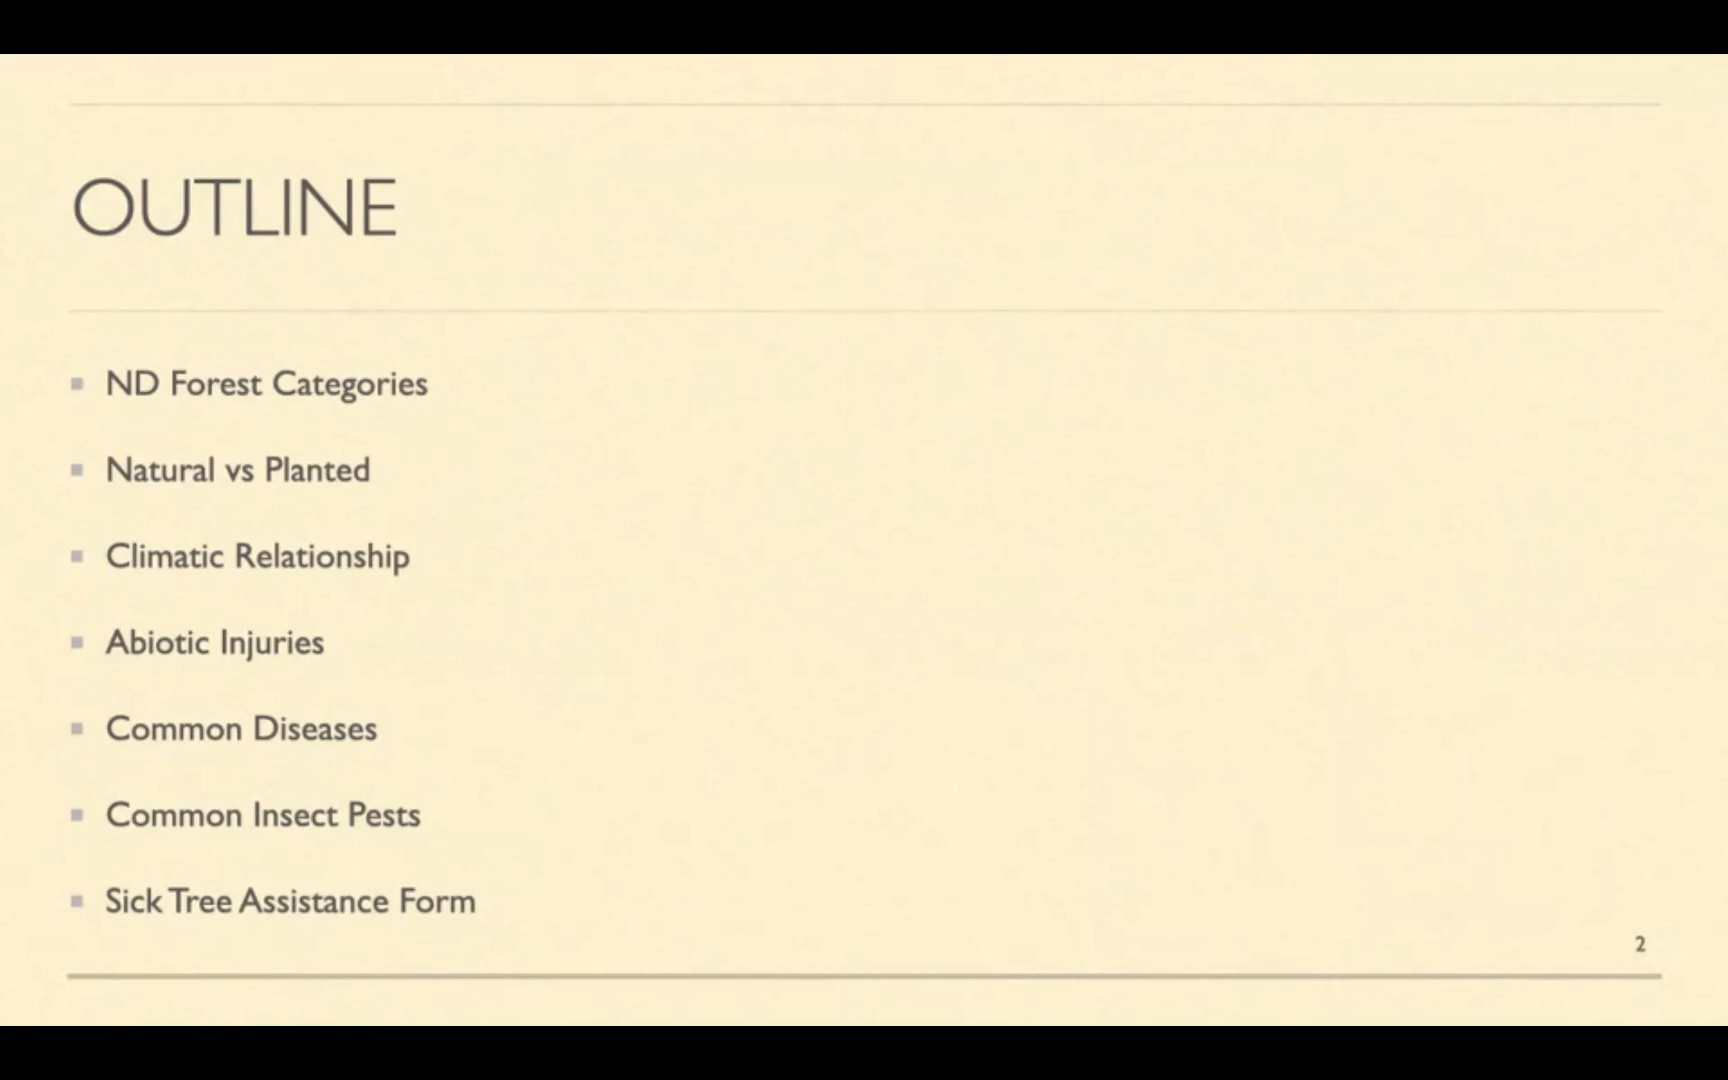 OUTLINE
ND Forest Categories
Natural vs Planted
Climatic Relationship
Abiotic Injuries
Common Diseases
Common Insect Pests
Sick Tree Assistance Form
2